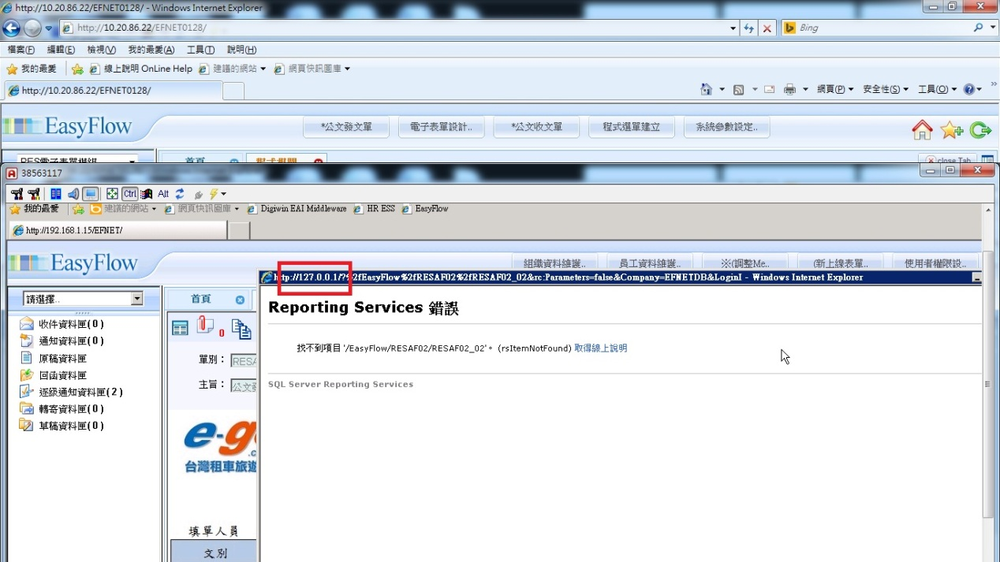 http://10.20.86.22/EFNET0128/ - Windows Internet Explorer
http://10.20.86.22/EFNET0128/
Bing
檔案(F) 編輯(E) 檢視(V) 我的最愛(A) 工具(T) 說明(H)
我的最愛 線上說明 OnLine Help 建議的網站 網頁快訊圖庫
http://10.20.86.22/EFNET0128/
網頁(P) 安全性(S) 工具(O)
EasyFlow *公文發文單 電子表單設計.. *公文收文單 程式選單建立 系統參數設定..
RES電子表單模組 首頁 close Tab
38563117
Ctrl Alt
我的最愛 建議的網站 網頁快訊圖庫 Digiwin EAI Middleware HR ESS EasyFlow
http://192.168.1.15/EFNET/
EasyFlow 組織資料維護.. 員工資料維護.. ※(調整Me.. (新上線表單.. 使用者權限設..
http://127.0.0.1/?%2fEasyFlow%2fRESAF02%2fRESAF02_02&rc:Parameters=false&Company=EFNETDB&LoginI - Windows Internet Explorer
請選擇.. 首頁
Reporting Services 錯誤
收件資料匣(0)
通知資料匣(0)
原稿資料匣
回函資料匣
逐級通知資料匣(2)
轉寄資料匣(0)
草稿資料匣(0)
0
單別： RESA
主旨： 公文發
找不到項目 '/EasyFlow/RESAF02/RESAF02_02'。 (rsItemNotFound) 取得線上說明
SQL Server Reporting Services
e-g
台灣租車旅遊
填單人員
文別